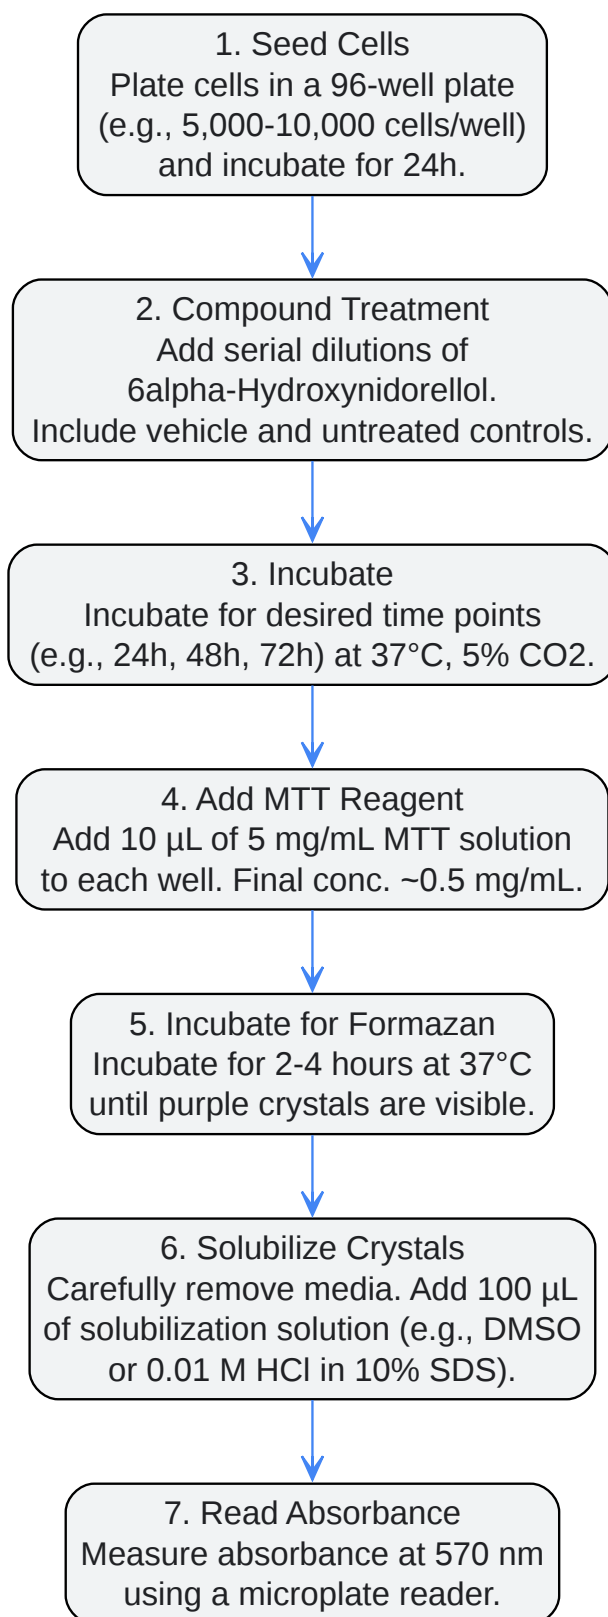 1. Seed Cells
Plate cells in a 96-well plate
(e.g., 5,000-10,000 cells/well)
and incubate for 24h.
2. Compound Treatment
Add serial dilutions of
6alpha-Hydroxynidorellol.
Include vehicle and untreated controls.
3. Incubate
Incubate for desired time points
(e.g., 24h, 48h, 72h) at 37°C, 5% CO2.
4. Add MTT Reagent
Add 10 µL of 5 mg/mL MTT solution
to each well. Final conc. ~0.5 mg/mL.
5. Incubate for Formazan
Incubate for 2-4 hours at 37°C
until purple crystals are visible.
6. Solubilize Crystals
Carefully remove media. Add 100 µL
of solubilization solution (e.g., DMSO
or 0.01 M HCl in 10% SDS).
7. Read Absorbance
Measure absorbance at 570 nm
using a microplate reader.